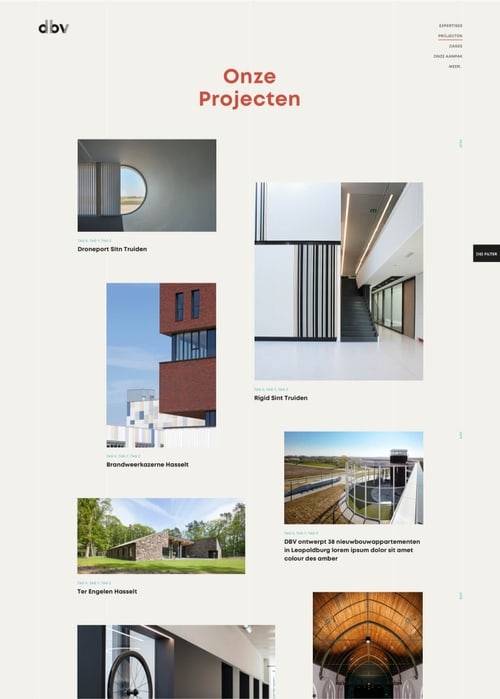 dbv
EXPERTISES
PROJECTEN
CASES
ONZE AANPAK
MEER..
Onze
Projecten
TAG 1, TAG 1, TAG 2
Droneport Sitn Truiden
FILTER
TAG 1, TAG 1, TAG 2
Rigid Sint Truiden
TAG 1, TAG 1, TAG 2
Brandweerkazerne Hasselt
TAG 1, TAG 1, TAG 2
DBV ontwerpt 38 nieuwbouwappartementen
in Leopoldburg lorem ipsum dolor sit amet
colour des amber
TAG 1, TAG 1, TAG 2
Ter Engelen Hasselt